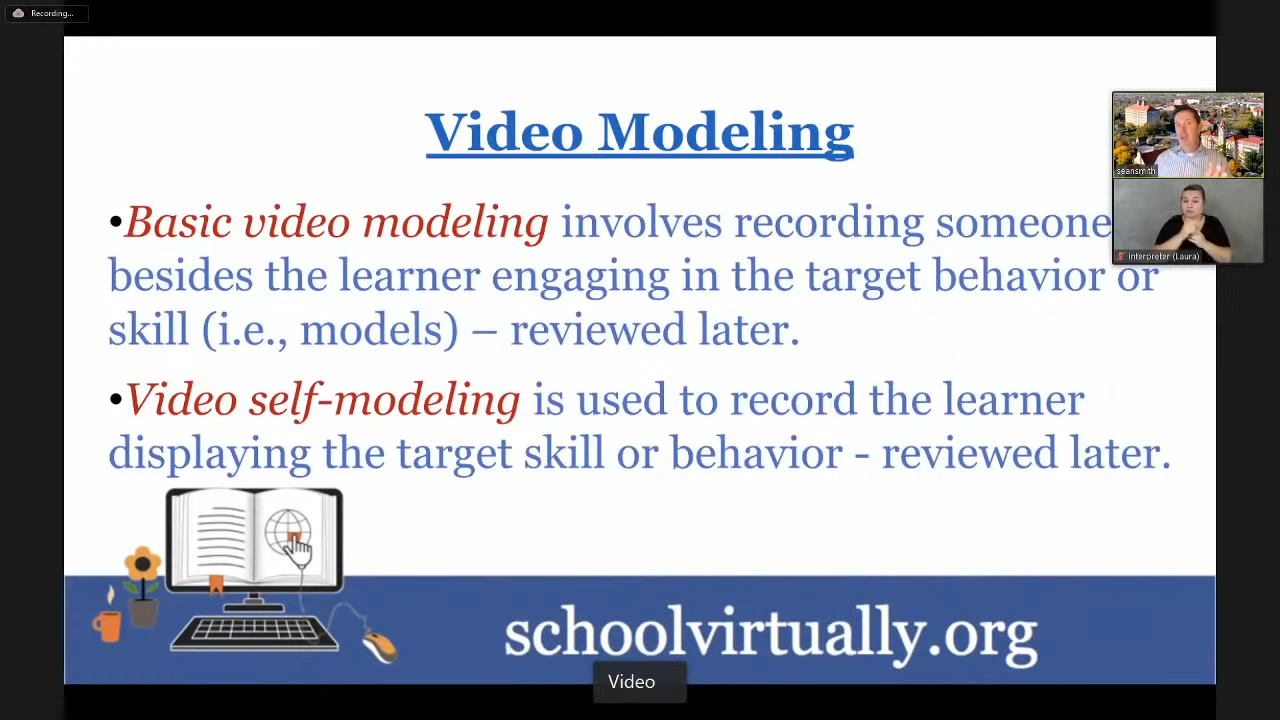 Recording...
Video Modeling
•Basic video modeling involves recording someone
besides the learner engaging in the target behavior or
skill (i.e., models) – reviewed later.
•Video self-modeling is used to record the learner
displaying the target skill or behavior - reviewed later.
seansmith
Interpreter (Laura)
schoolvirtually.org
Video